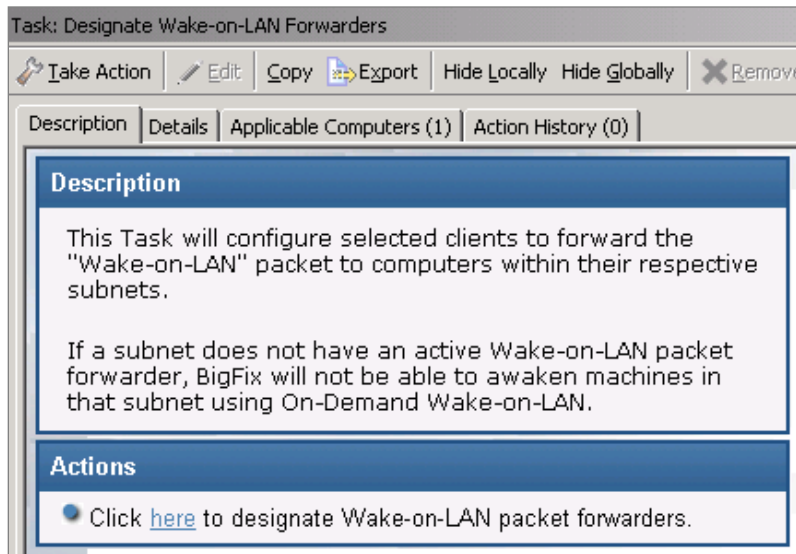 Task: Designate Wake-on-LAN Forwarders
Take Action Edit Copy Export Hide Locally Hide Globally Remove
Description Details Applicable Computers (1) Action History (0)
Description
This Task will configure selected clients to forward the
"Wake-on-LAN" packet to computers within their respective
subnets.
If a subnet does not have an active Wake-on-LAN packet
forwarder, BigFix will not be able to awaken machines in
that subnet using On-Demand Wake-on-LAN.
Actions
Click here to designate Wake-on-LAN packet forwarders.